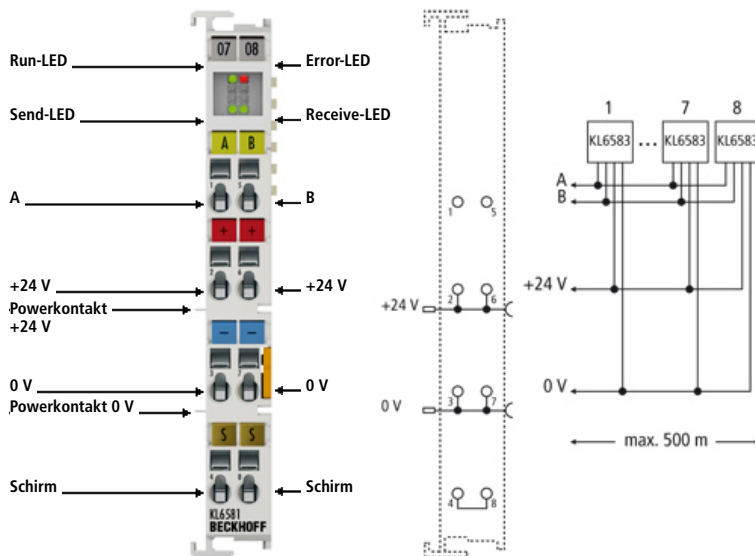 07 08
Run-LED
Error-LED
Send-LED
Receive-LED
A B
A
B
+ +
+24 V
+24 V
Powerkontakt
+24 V
− −
0 V
0 V
Powerkontakt 0 V
S S
Schirm
Schirm
KL6581
BECKHOFF
1 5
+24 V
2 6
0 V
3 7
4 8
1 7 8
KL6583 ... KL6583 KL6583
A
B
+24 V
0 V
max. 500 m